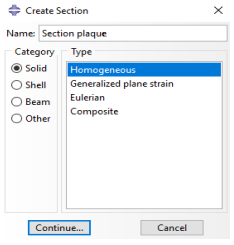 Create Section
Name: Section plaque
Category
Type
Solid
Shell
Beam
Other
Homogeneous
Generalized plane strain
Eulerian
Composite
Continue...
Cancel